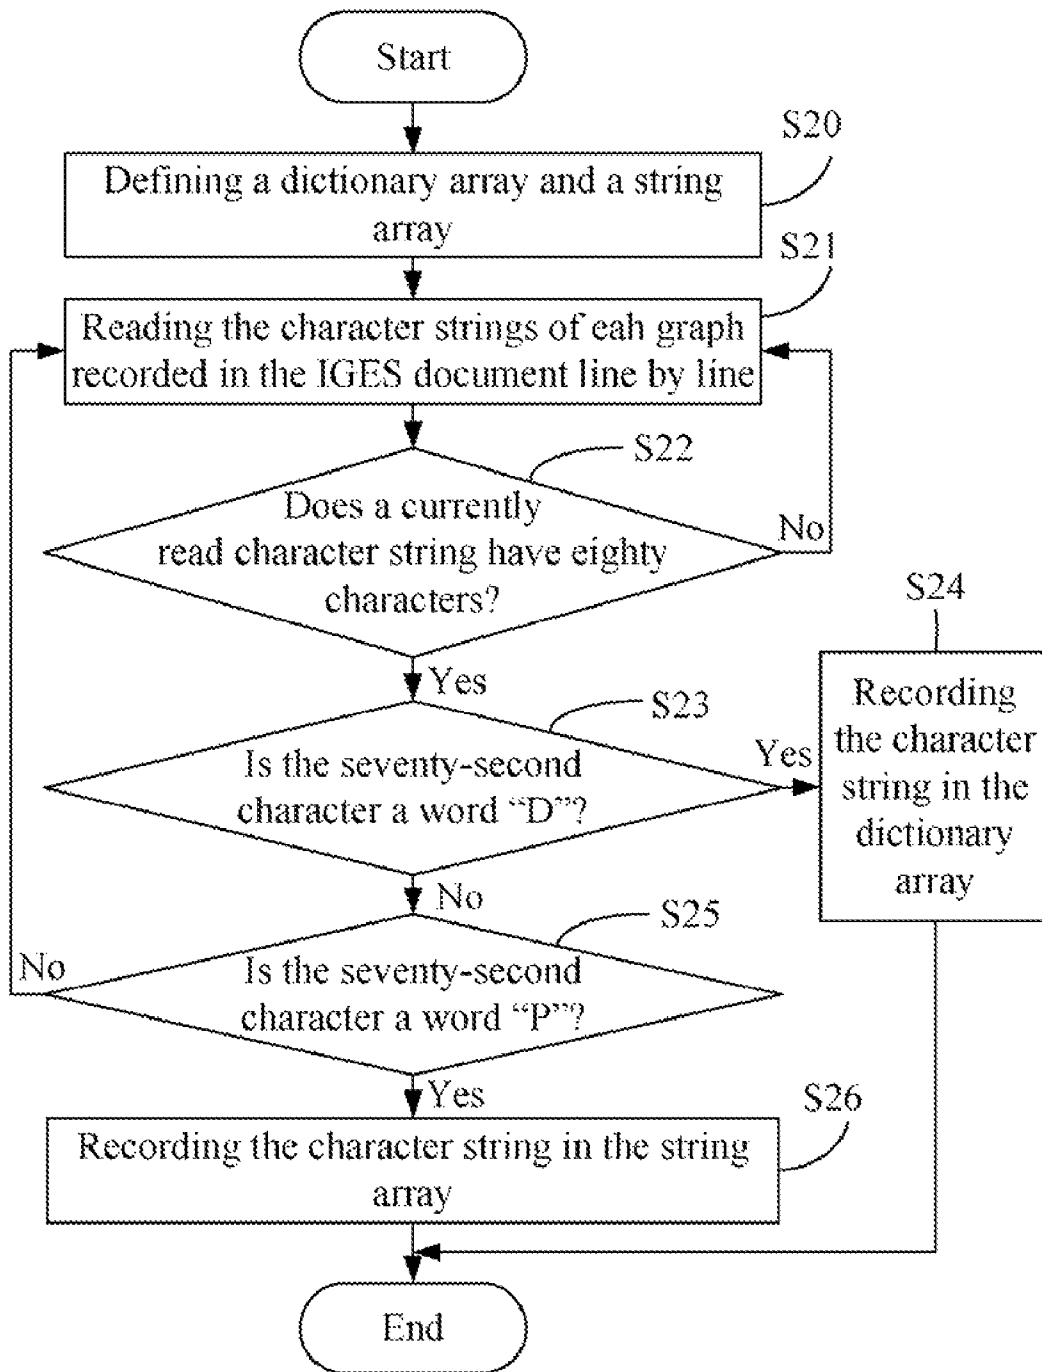 Start
S20
Defining a dictionary array and a string
array
S21
Reading the character strings of eah graph
recorded in the IGES document line by line
S22
Does a currently
read character string have eighty
characters?
No
Yes
S23
Is the seventy-second
character a word “D”?
Yes
S24
Recording
the character
string in the
dictionary
array
No
S25
Is the seventy-second
character a word “P”?
No
Yes
S26
Recording the character string in the string
array
End